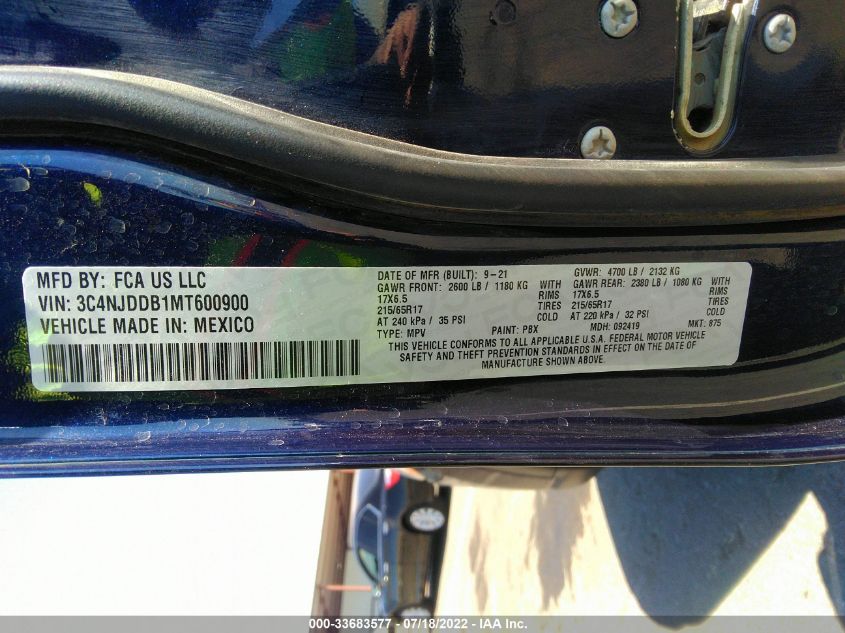 MFD BY: FCA US LLC
VIN: 3C4NJDDB1MT600900
VEHICLE MADE IN: MEXICO
DATE OF MFR (BUILT): 9-21
GVWR: 4700 LB / 2132 KG
GAWR FRONT: 2600 LB / 1180 KG WITH
GAWR REAR: 2380 LB / 1080 KG WITH
17X6.5 RIMS
17X6.5 RIMS
215/65R17
215/65R17
AT 240 kPa / 35 PSI COLD
AT 220 kPa / 32 PSI COLD
TYPE: MPV PAINT: P8X MDH: 092419 MKT: 875
THIS VEHICLE CONFORMS TO ALL APPLICABLE U.S.A. FEDERAL MOTOR VEHICLE
SAFETY AND THEFT PREVENTION STANDARDS IN EFFECT ON THE DATE OF
MANUFACTURE SHOWN ABOVE.
000-33683577 - 07/18/2022 - IAA Inc.